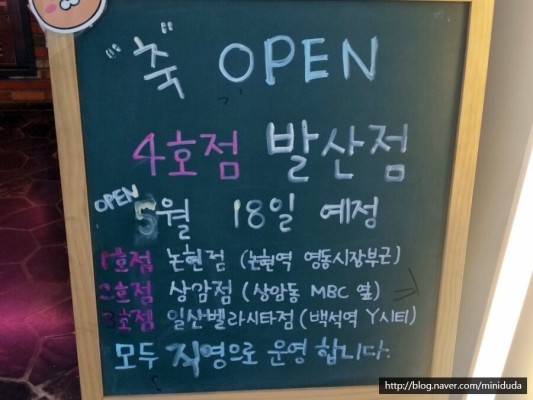 "축" OPEN
4호점 발산점
OPEN 5월 18일 예정
1호점 논현점 (논현역 영동시장부근)
2호점 상감점 (상암동 MBC 옆)
3호점 일산벨라시타점 (백석역 Y시티)
모두 직영으로 운영합니다.
http://blog.naver.com/miniduda